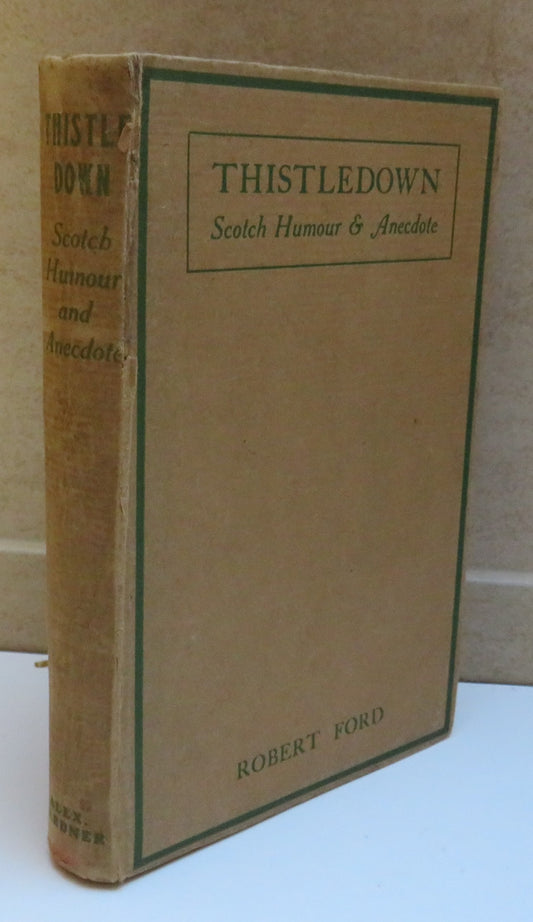 THISTLE
DOWN
Scotch
Humour
and
Anecdote
ALEX.
GARDNER
THISTLEDOWN
Scotch Humour & Anecdote
ROBERT FORD